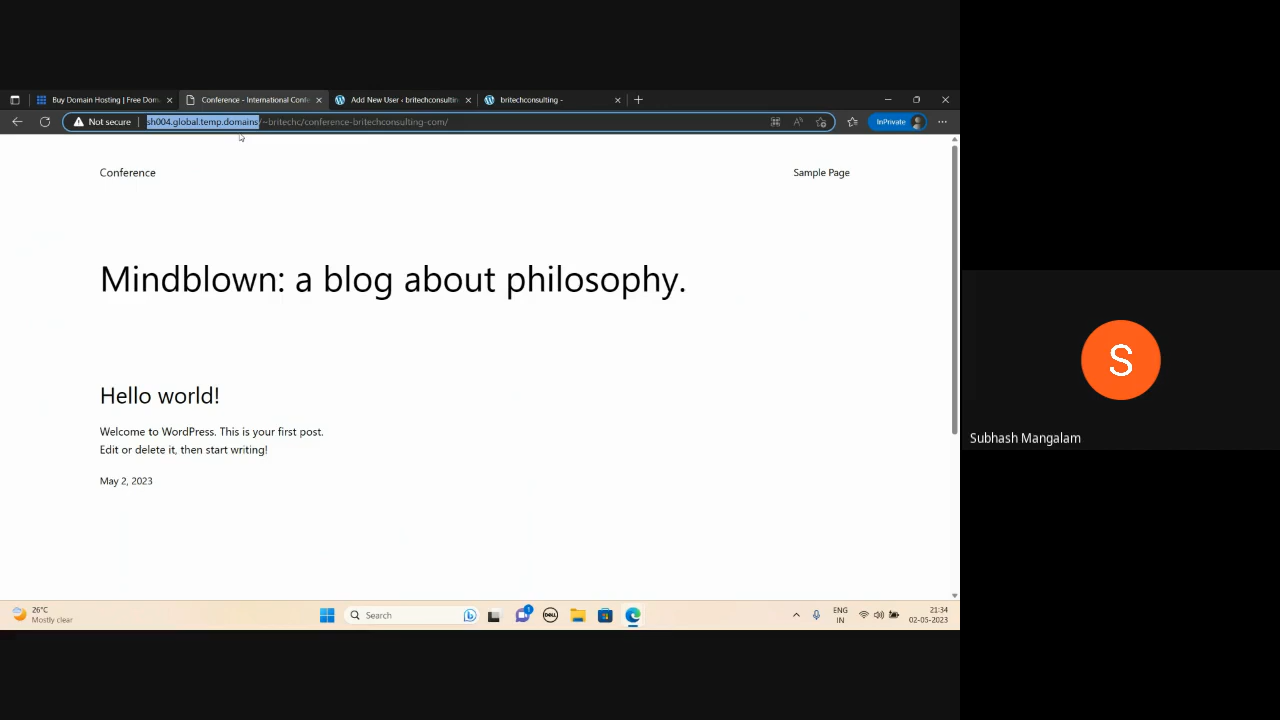 Buy Domain Hosting | Free Dom
Conference - International Confe
Add New User ‹ britechconsulting
britechconsulting -
Not secure
sh004.global.temp.domains/~britechc/conference-britechconsulting-com/
InPrivate
Conference
Sample Page
Mindblown: a blog about philosophy.
Hello world!
Welcome to WordPress. This is your first post.
Edit or delete it, then start writing!
May 2, 2023
S
Subhash Mangalam
26°C
Mostly clear
Search
1
DELL
ENG
IN
21:34
02-05-2023